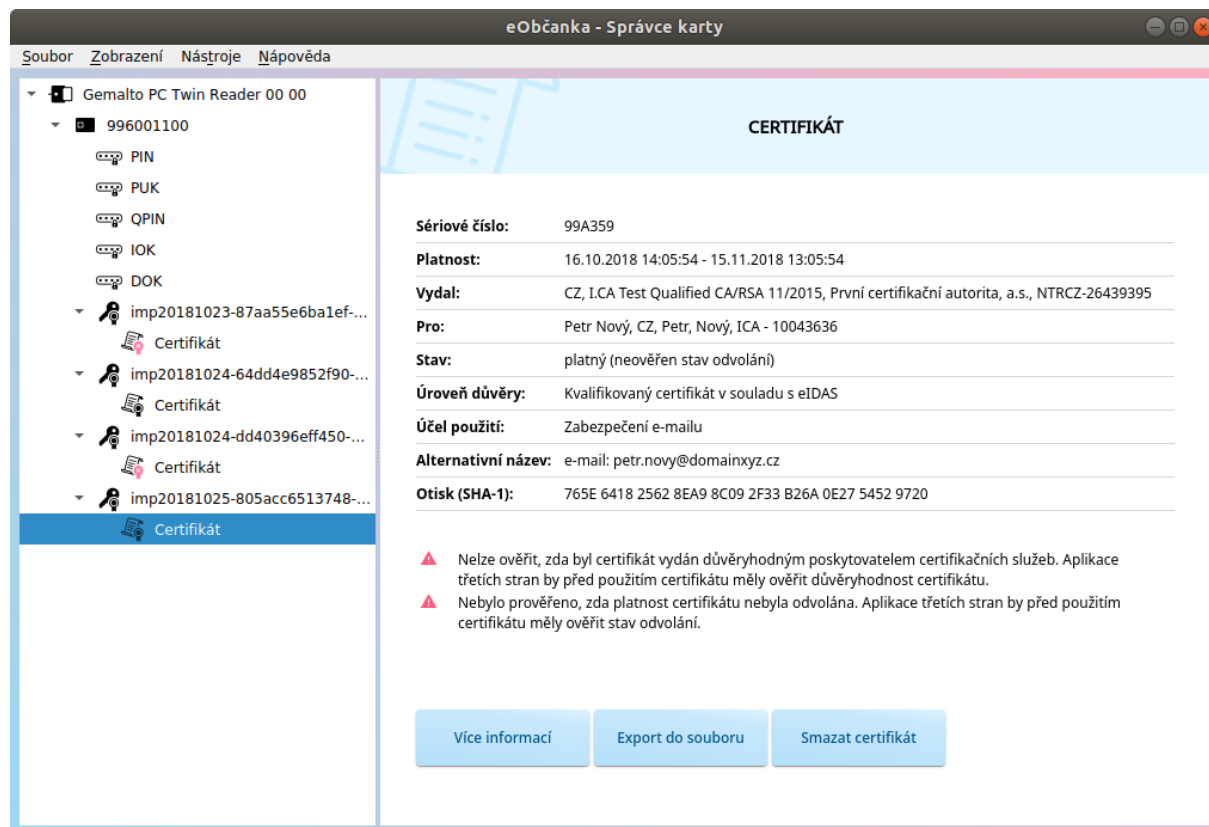 eObčanka - Správce karty
Soubor Zobrazení Nástroje Nápověda
Gemalto PC Twin Reader 00 00
996001100
PIN
PUK
QPIN
IOK
DOK
imp20181023-87aa55e6ba1ef-...
Certifikát
imp20181024-64dd4e9852f90-...
Certifikát
imp20181024-dd40396eff450-...
Certifikát
imp20181025-805acc6513748-...
Certifikát
CERTIFIKÁT
Sériové číslo: 99A359
Platnost: 16.10.2018 14:05:54 - 15.11.2018 13:05:54
Vydal: CZ, I.CA Test Qualified CA/RSA 11/2015, První certifikační autorita, a.s., NTRCZ-26439395
Pro: Petr Nový, CZ, Petr, Nový, ICA - 10043636
Stav: platný (neověřen stav odvolání)
Úroveň důvěry: Kvalifikovaný certifikát v souladu s eIDAS
Účel použití: Zabezpečení e-mailu
Alternativní název: e-mail: petr.novy@domainxyz.cz
Otisk (SHA-1): 765E 6418 2562 8EA9 8C09 2F33 B26A 0E27 5452 9720
Nelze ověřit, zda byl certifikát vydán důvěryhodným poskytovatelem certifikačních služeb. Aplikace
třetích stran by před použitím certifikátu měly ověřit důvěryhodnost certifikátu.
Nebylo prověřeno, zda platnost certifikátu nebyla odvolána. Aplikace třetích stran by před použitím
certifikátu měly ověřit stav odvolání.
Více informací Export do souboru Smazat certifikát